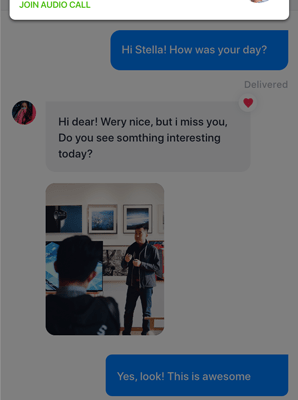 JOIN AUDIO CALL
Hi Stella! How was your day?
Delivered
Hi dear! Wery nice, but i miss you,
Do you see somthing interesting
today?
Yes, look! This is awesome